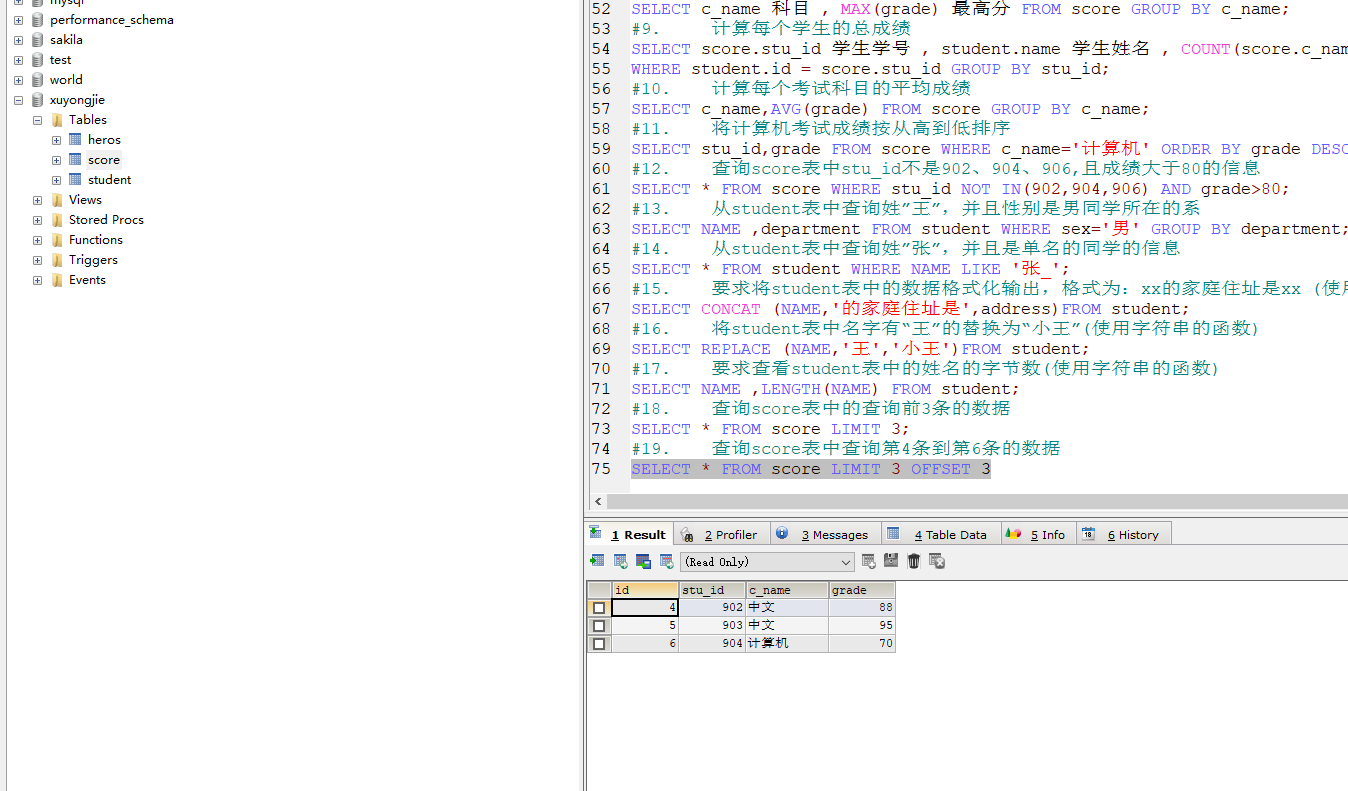 mysql
performance_schema
sakila
test
world
xuyongjie
Tables
heros
score
student
Views
Stored Procs
Functions
Triggers
Events
52 SELECT c_name 科目 , MAX(grade) 最高分 FROM score GROUP BY c_name;
53 #9. 计算每个学生的总成绩
54 SELECT score.stu_id 学生学号 , student.name 学生姓名 , COUNT(score.c_nam
55 WHERE student.id = score.stu_id GROUP BY stu_id;
56 #10. 计算每个考试科目的平均成绩
57 SELECT c_name,AVG(grade) FROM score GROUP BY c_name;
58 #11. 将计算机考试成绩按从高到低排序
59 SELECT stu_id,grade FROM score WHERE c_name='计算机' ORDER BY grade DESC
60 #12. 查询score表中stu_id不是902、904、906,且成绩大于80的信息
61 SELECT * FROM score WHERE stu_id NOT IN(902,904,906) AND grade>80;
62 #13. 从student表中查询姓”王”，并且性别是男同学所在的系
63 SELECT NAME ,department FROM student WHERE sex='男' GROUP BY department;
64 #14. 从student表中查询姓”张”，并且是单名的同学的信息
65 SELECT * FROM student WHERE NAME LIKE '张_';
66 #15. 要求将student表中的数据格式化输出，格式为：xx的家庭住址是xx (使用
67 SELECT CONCAT (NAME,'的家庭住址是',address)FROM student;
68 #16. 将student表中名字有“王”的替换为“小王”(使用字符串的函数)
69 SELECT REPLACE (NAME,'王','小王')FROM student;
70 #17. 要求查看student表中的姓名的字节数(使用字符串的函数)
71 SELECT NAME ,LENGTH(NAME) FROM student;
72 #18. 查询score表中的查询前3条的数据
73 SELECT * FROM score LIMIT 3;
74 #19. 查询score表中查询第4条到第6条的数据
75 SELECT * FROM score LIMIT 3 OFFSET 3
1 Result 2 Profiler 3 Messages 4 Table Data 5 Info 18 6 History
(Read Only)
id stu_id c_name grade
4 902 中文 88
5 903 中文 95
6 904 计算机 70